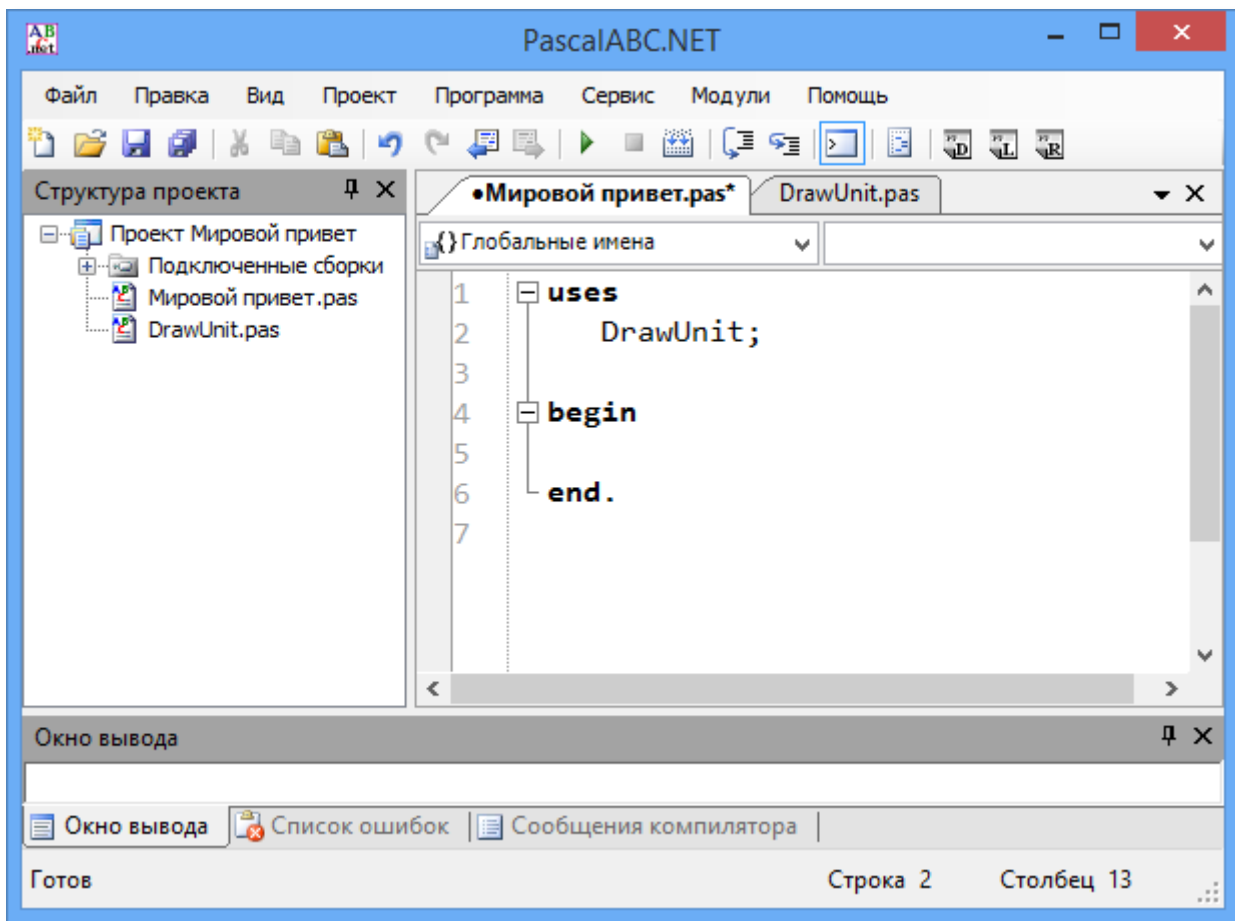 PascalABC.NET
Файл Правка Вид Проект Программа Сервис Модули Помощь
Структура проекта
Проект Мировой привет
Подключенные сборки
Мировой привет.pas
DrawUnit.pas
•Мировой привет.pas* DrawUnit.pas
{} Глобальные имена
1 uses
2 DrawUnit;
3
4 begin
5
6 end.
7
Окно вывода
Окно вывода Список ошибок Сообщения компилятора
Готов Строка 2 Столбец 13